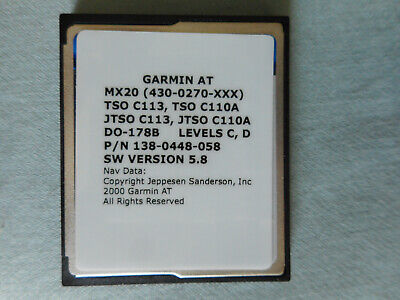 GARMIN AT
MX20 (430-0270-XXX)
TSO C113, TSO C110A
JTSO C113, JTSO C110A
DO-178B LEVELS C, D
P/N 138-0448-058
SW VERSION 5.8
Nav Data:
Copyright Jeppesen Sanderson, Inc
2000 Garmin AT
All Rights Reserved